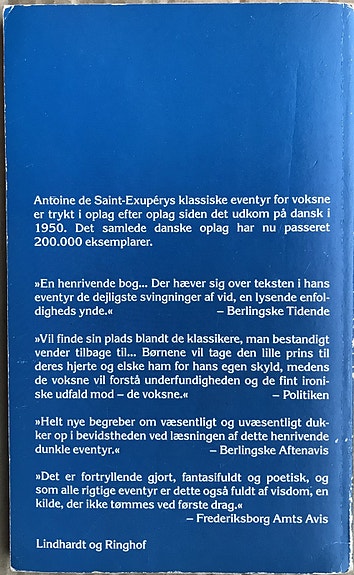 Antoine de Saint-Exupérys klassiske eventyr for voksne
er trykt i oplag efter oplag siden det udkom på dansk i
1950. Det samlede danske oplag har nu passeret
200.000 eksemplarer.
»En henrivende bog... Der hæver sig over teksten i hans
eventyr de dejligste svingninger af vid, en lysende enfol-
digheds ynde.« – Berlingske Tidende
»Vil finde sin plads blandt de klassikere, man bestandigt
vender tilbage til... Børnene vil tage den lille prins til
deres hjerte og elske ham for hans egen skyld, medens
de voksne vil forstå underfundigheden og de fint ironi-
ske udfald mod – de voksne.« – Politiken
»Helt nye begreber om væsentligt og uvæsentligt duk-
ker op i bevidstheden ved læsningen af dette henrivende
dunkle eventyr.« – Berlingske Aftenavis
»Det er fortryllende gjort, fantasifuldt og poetisk, og
som alle rigtige eventyr er dette også fuldt af visdom, en
kilde, der ikke tømmes ved første drag.«
– Frederiksborg Amts Avis
Lindhardt og Ringhof